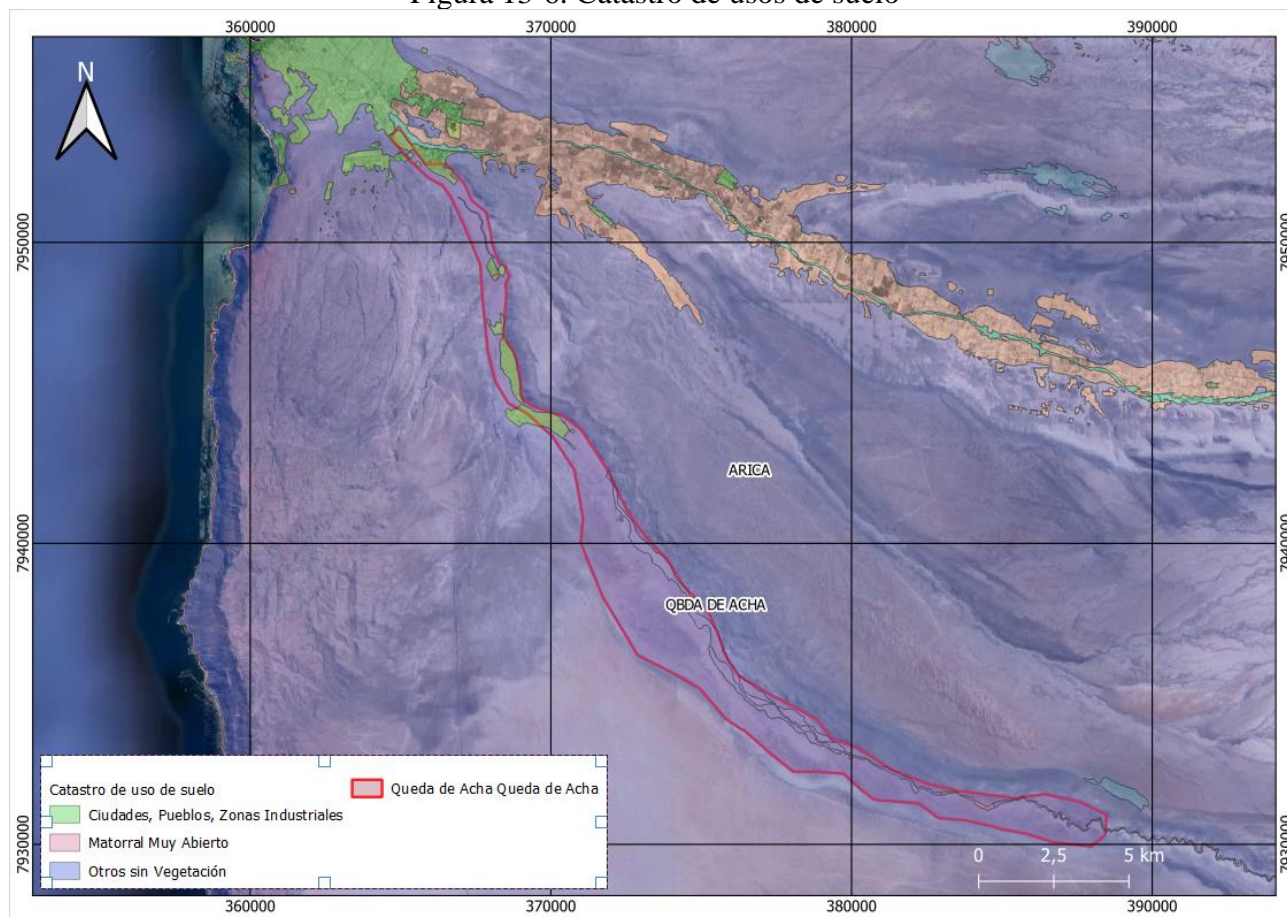 Figura 13-6: Catastro de usos de suelo
360000 370000 380000 390000
N
7950000 7950000
ARICA
7940000 7940000
QBDA DE ACHA
Catastro de uso de suelo
Queda de Acha Queda de Acha
Ciudades, Pueblos, Zonas Industriales
Matorral Muy Abierto
Otros sin Vegetación
7930000 7930000
0 2,5 5 km
360000 370000 380000 390000